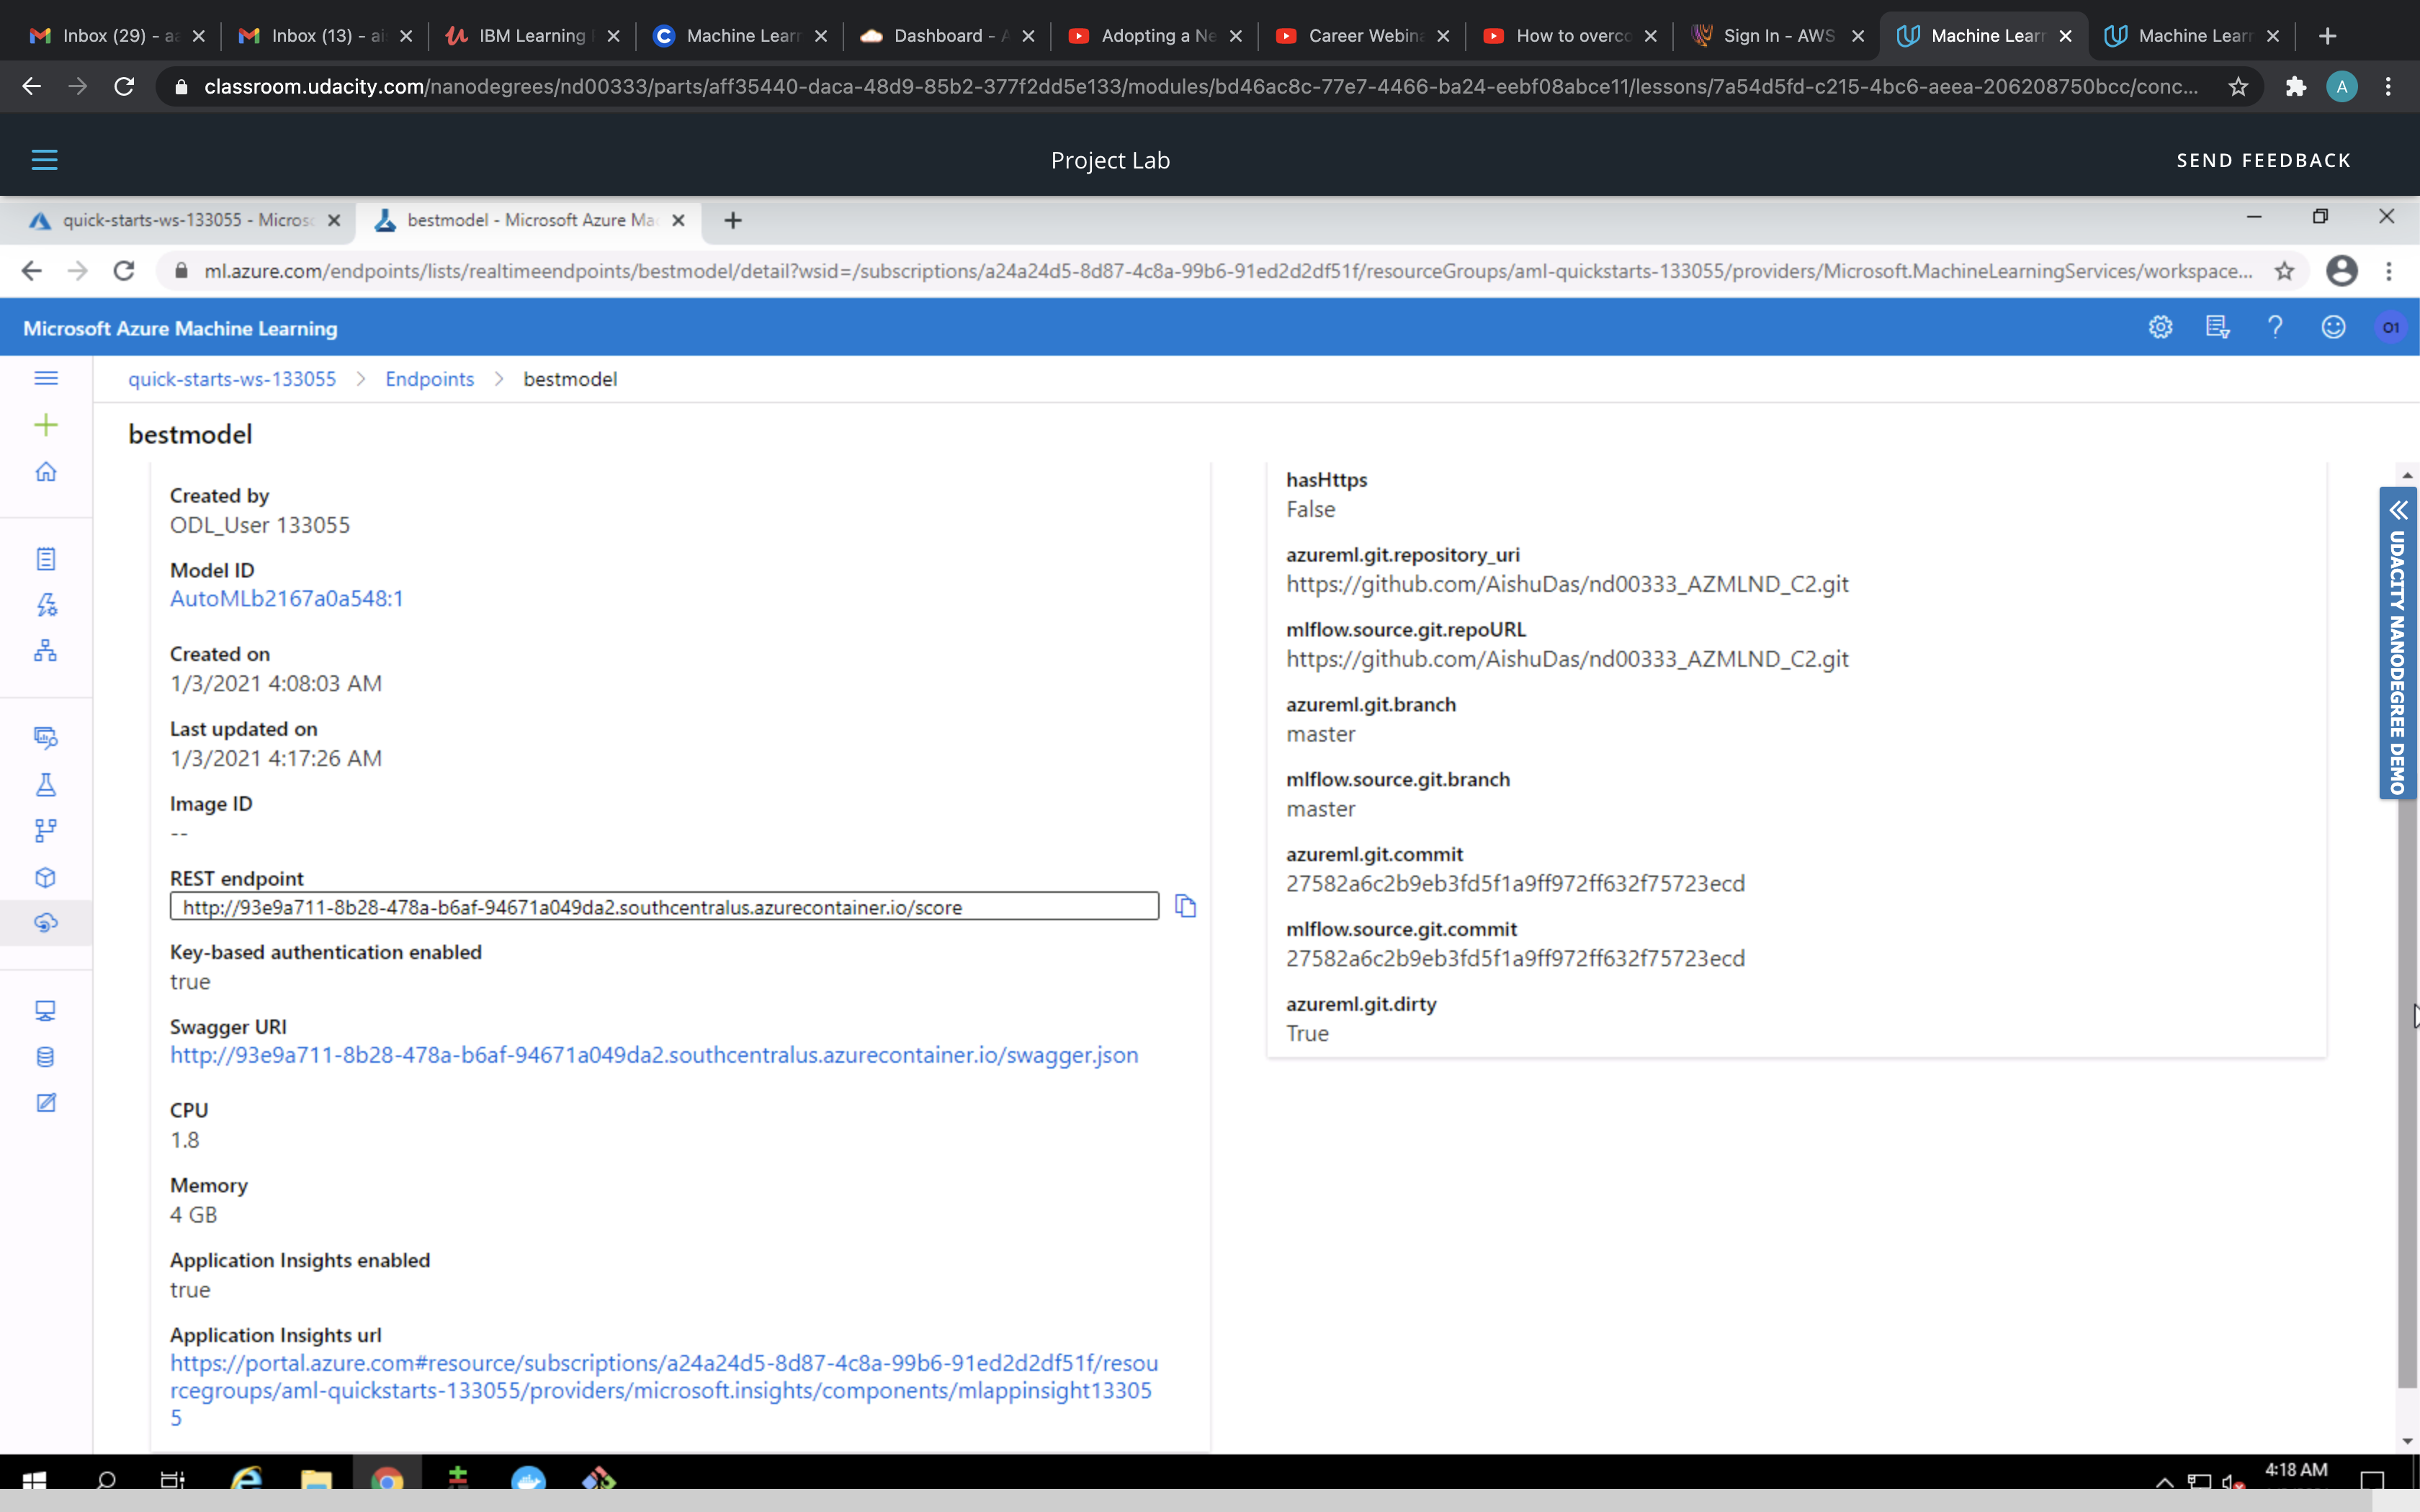 Inbox (29) - aa
Inbox (13) - ai
IBM Learning
Machine Lear
Dashboard - A
Adopting a Ne
Career Webina
How to overco
Sign In - AWS
Machine Lear
Machine Lear
classroom.udacity.com/nanodegrees/nd00333/parts/aff35440-daca-48d9-85b2-377f2dd5e133/modules/bd46ac8c-77e7-4466-ba24-eebf08abce11/lessons/7a54d5fd-c215-4bc6-aeea-206208750bcc/conc...
A
Project Lab
SEND FEEDBACK
quick-starts-ws-133055 - Micros
bestmodel - Microsoft Azure Ma
ml.azure.com/endpoints/lists/realtimeendpoints/bestmodel/detail?wsid=/subscriptions/a24a24d5-8d87-4c8a-99b6-91ed2d2df51f/resourceGroups/aml-quickstarts-133055/providers/Microsoft.MachineLearningServices/workspace...
Microsoft Azure Machine Learning
O1
quick-starts-ws-133055 > Endpoints > bestmodel
bestmodel
Created by
ODL_User 133055
Model ID
AutoMLb2167a0a548:1
Created on
1/3/2021 4:08:03 AM
Last updated on
1/3/2021 4:17:26 AM
Image ID
--
REST endpoint
http://93e9a711-8b28-478a-b6af-94671a049da2.southcentralus.azurecontainer.io/score
Key-based authentication enabled
true
Swagger URI
http://93e9a711-8b28-478a-b6af-94671a049da2.southcentralus.azurecontainer.io/swagger.json
CPU
1.8
Memory
4 GB
Application Insights enabled
true
Application Insights url
https://portal.azure.com#resource/subscriptions/a24a24d5-8d87-4c8a-99b6-91ed2d2df51f/resou
rcegroups/aml-quickstarts-133055/providers/microsoft.insights/components/mlappinsight13305
5
hasHttps
False
azureml.git.repository_uri
https://github.com/AishuDas/nd00333_AZMLND_C2.git
mlflow.source.git.repoURL
https://github.com/AishuDas/nd00333_AZMLND_C2.git
azureml.git.branch
master
mlflow.source.git.branch
master
azureml.git.commit
27582a6c2b9eb3fd5f1a9ff972ff632f75723ecd
mlflow.source.git.commit
27582a6c2b9eb3fd5f1a9ff972ff632f75723ecd
azureml.git.dirty
True
UDACITY NANODEGREE DEMO
4:18 AM